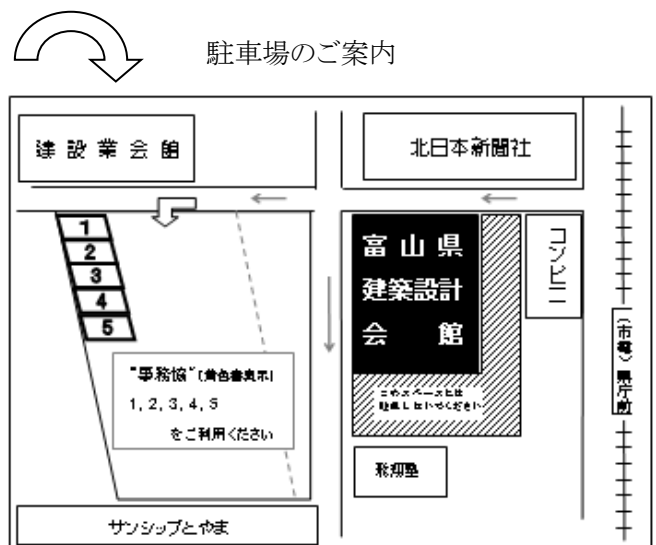 駐車場のご案内
建設業会館
北日本新聞社
1
2
3
4
5
富山県
建築設計
会館
コンビニ
（市電）県庁前
"事務協"（黄色書表示）
1，2，3，4，5
をご利用ください
このスペースには
駐車しないでください
飛翔塾
サンシップとやま